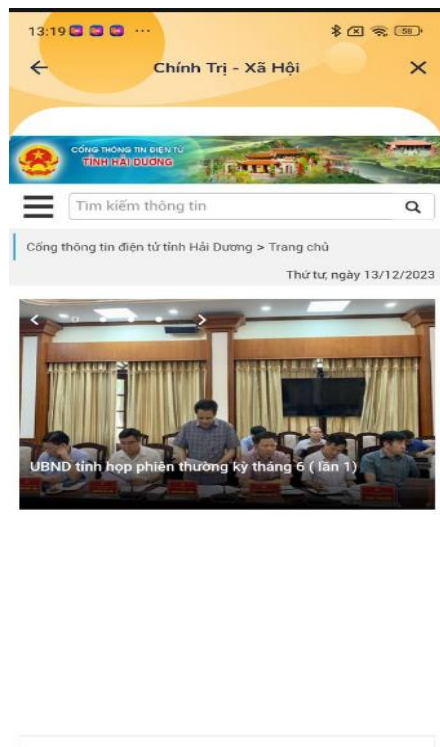 13:19 ... 58
Chính Trị - Xã Hội
CỔNG THÔNG TIN ĐIỆN TỬ
TỈNH HẢI DƯƠNG
Tìm kiếm thông tin
Cổng thông tin điện tử tỉnh Hải Dương > Trang chủ
Thứ tư, ngày 13/12/2023
UBND tỉnh họp phiên thường kỳ tháng 6 ( lần 1)